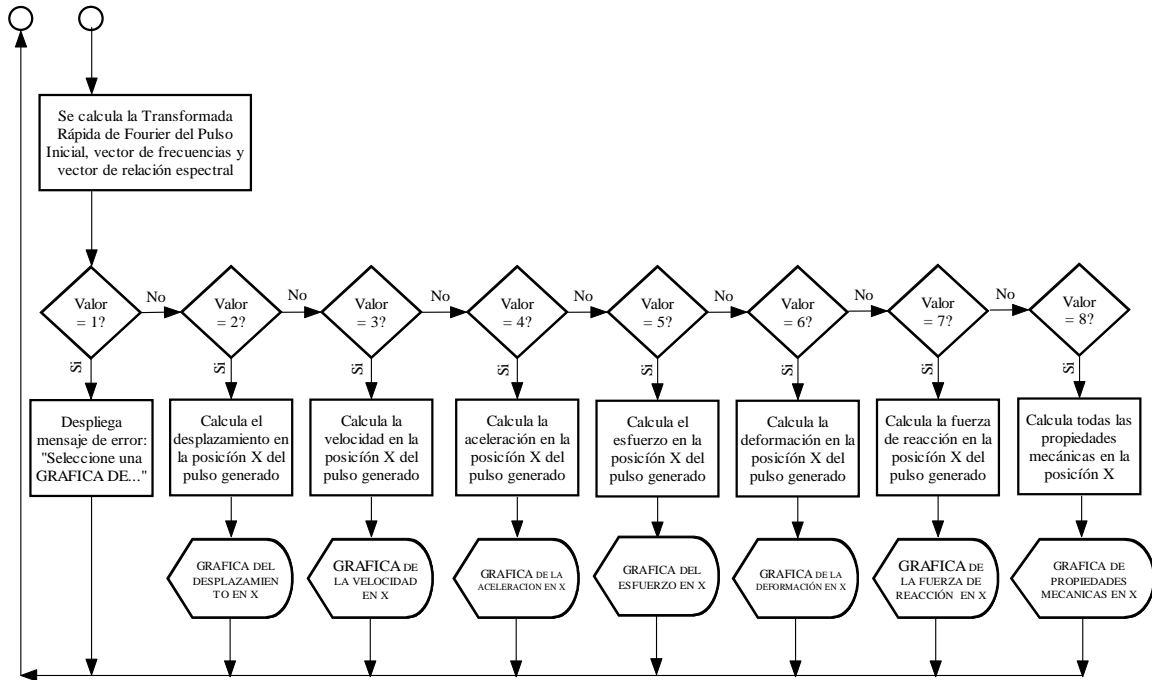 Se calcula la Transformada
Rápida de Fourier del Pulso
Inicial, vector de frecuencias y
vector de relación espectral
Valor
= 1?
No
Valor
= 2?
No
Valor
= 3?
No
Valor
= 4?
No
Valor
= 5?
No
Valor
= 6?
No
Valor
= 7?
No
Valor
= 8?
Si
Si
Si
Si
Si
Si
Si
Si
Despliega
mensaje de error:
"Seleccione una
GRAFICA DE..."
Calcula el
desplazamiento en
la posición X del
pulso generado
Calcula la
velocidad en la
posición X del
pulso generado
Calcula la
aceleración en la
posición X del
pulso generado
Calcula el
esfuerzo en la
posición X del
pulso generado
Calcula la
deformación en la
posición X del
pulso generado
Calcula la fuerza
de reacción en la
posición X del
pulso generado
Calcula todas las
propiedades
mecánicas en la
posición X
GRAFICA DEL
DESPLAZAMIEN
TO EN X
GRAFICA DE
LA VELOCIDAD
EN X
GRAFICA DE LA
ACELERACION EN X
GRAFICA DEL
ESFUERZO EN X
GRAFICA DE LA
DEFORMACIÓN EN X
GRAFICA DE
LA FUERZA DE
REACCIÓN EN X
GRAFICA DE
PROPIEDADES
MECANICAS EN X